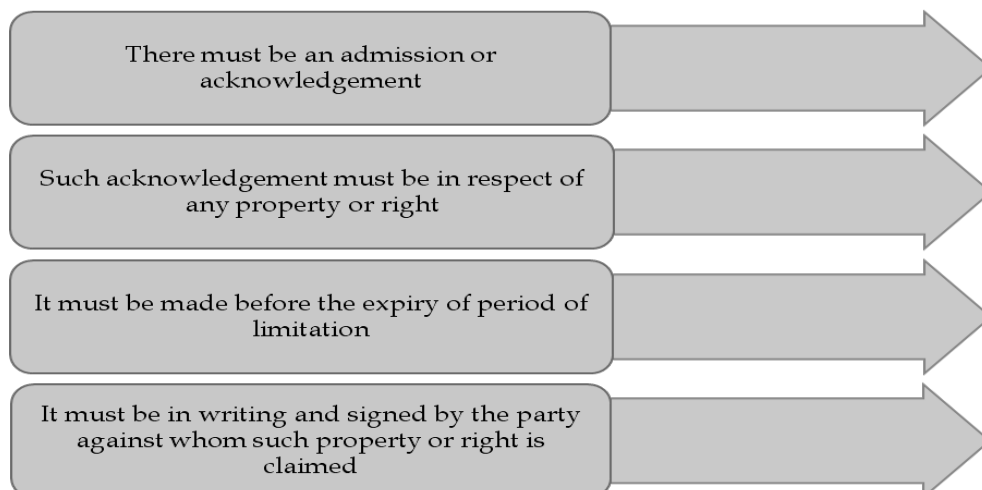 There must be an admission or
acknowledgement
Such acknowledgement must be in respect of
any property or right
It must be made before the expiry of period of
limitation
It must be in writing and signed by the party
against whom such property or right is
claimed